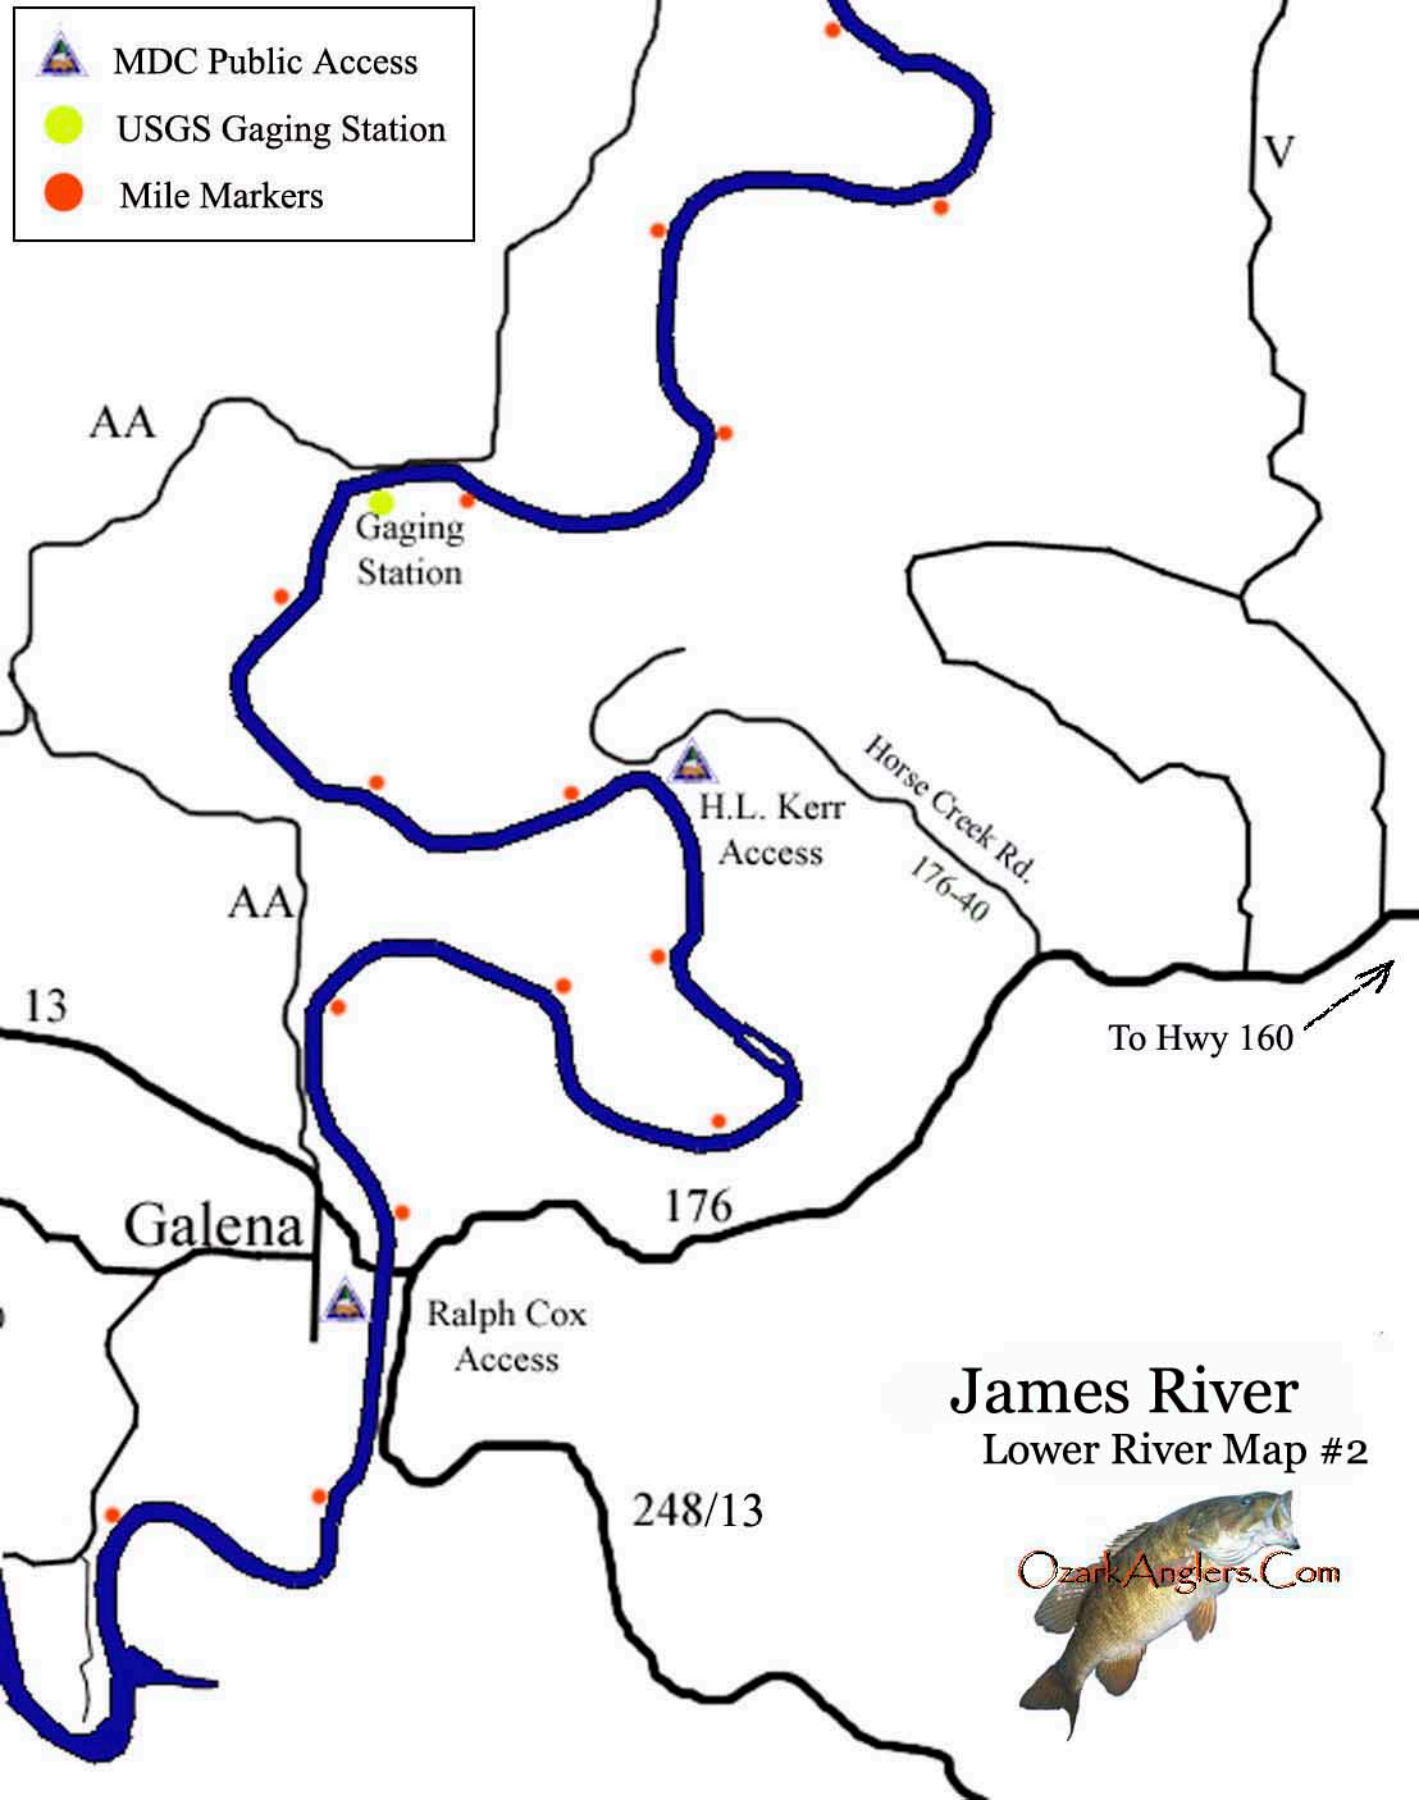 MDC Public Access
USGS Gaging Station
Mile Markers
V
AA
Gaging
Station
Horse Creek Rd.
176-40
H.L. Kerr
Access
AA
13
To Hwy 160
176
Galena
Ralph Cox
Access
James River
Lower River Map #2
248/13
OzarkAnglers.Com